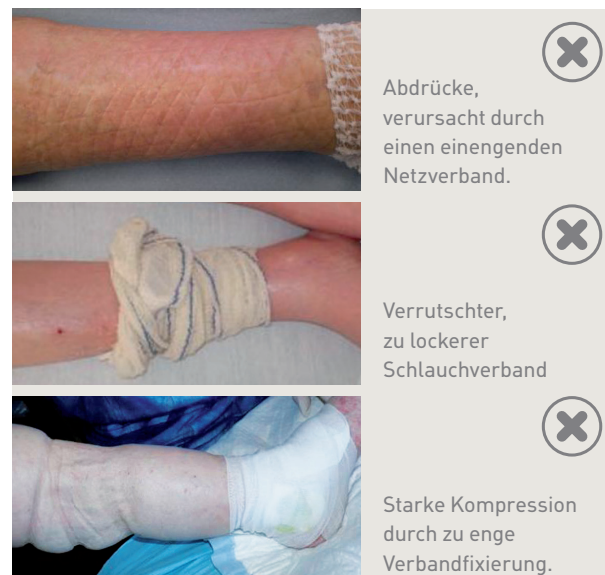 Abdrücke,
verursacht durch
einen einengenden
Netzverband.
Verrutschter,
zu lockerer
Schlauchverband
Starke Kompression
durch zu enge
Verbandfixierung.